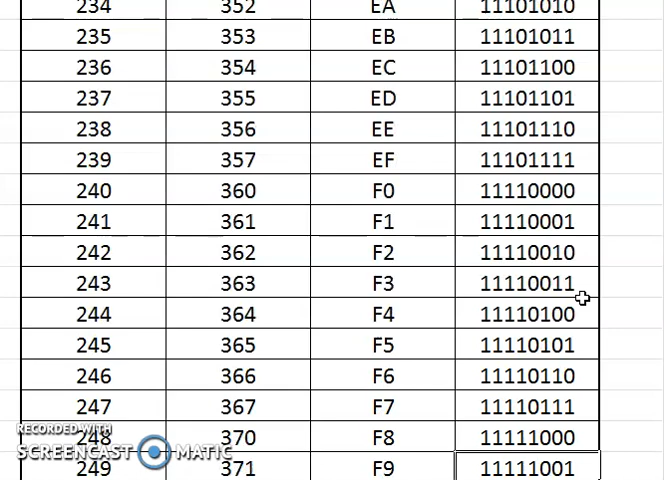 234 352 EA 11101010
235 353 EB 11101011
236 354 EC 11101100
237 355 ED 11101101
238 356 EE 11101110
239 357 EF 11101111
240 360 F0 11110000
241 361 F1 11110001
242 362 F2 11110010
243 363 F3 11110011
244 364 F4 11110100
245 365 F5 11110101
246 366 F6 11110110
247 367 F7 11110111
248 370 F8 11111000
249 371 F9 11111001
RECORDED WITH
SCREENCAST MATIC